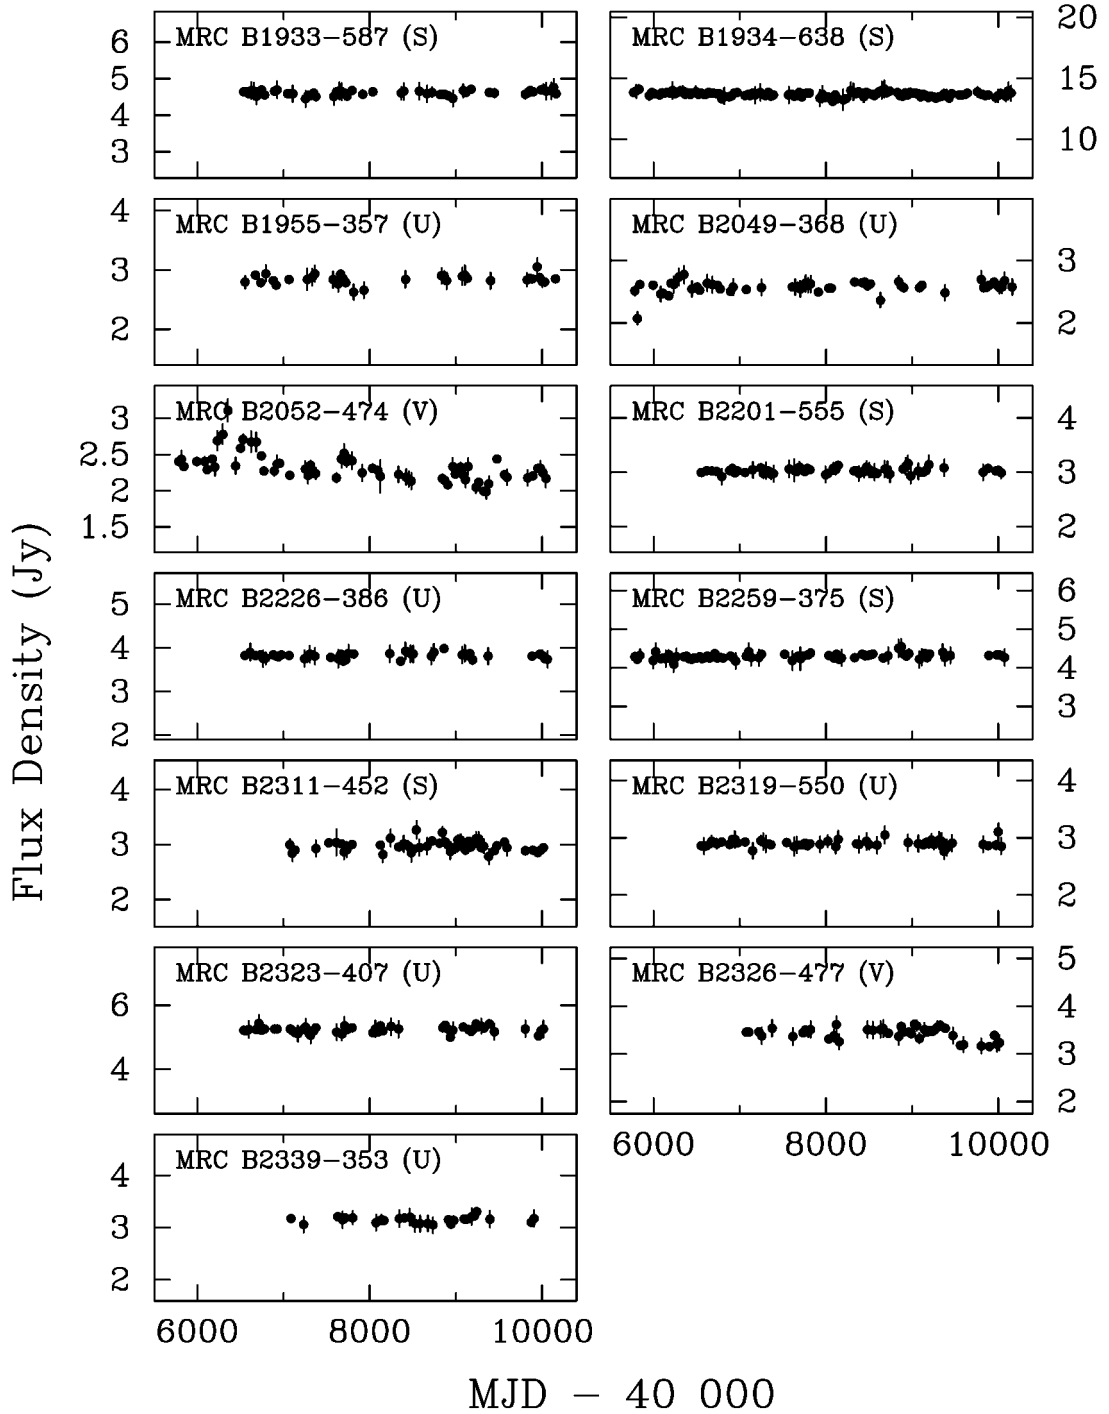 MRC B1933−587 (S)
6
5
4
3
MRC B1934−638 (S)
20
15
10
MRC B1955−357 (U)
4
3
2
MRC B2049−368 (U)
3
2
MRC B2052−474 (V)
3
2.5
2
1.5
MRC B2201−555 (S)
4
3
2
MRC B2226−386 (U)
5
4
3
2
MRC B2259−375 (S)
6
5
4
3
MRC B2311−452 (S)
4
3
2
MRC B2319−550 (U)
4
3
2
MRC B2323−407 (U)
6
4
MRC B2326−477 (V)
5
4
3
2
6000 8000 10000
MRC B2339−353 (U)
4
3
2
6000 8000 10000
Flux Density (Jy)
MJD − 40 000